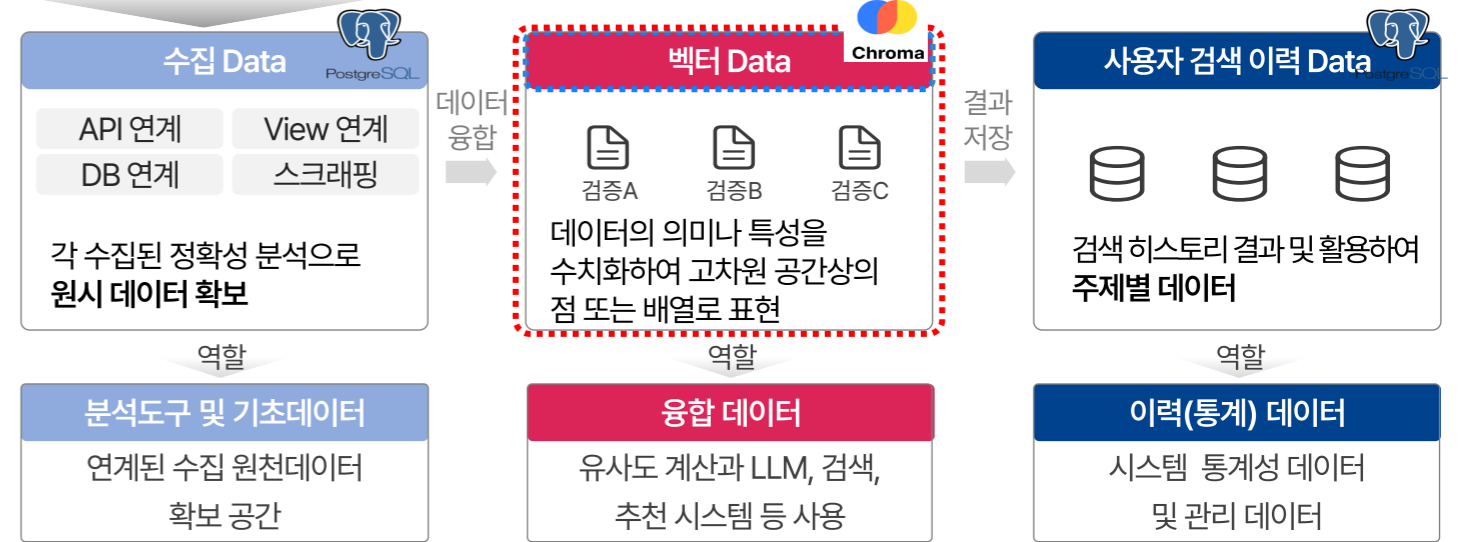 수집 Data
PostgreSQL
API 연계
View 연계
DB 연계
스크래핑
각 수집된 정확성 분석으로
원시 데이터 확보
역할
분석도구 및 기초데이터
연계된 수집 원천데이터
확보 공간
데이터
융합
벡터 Data
Chroma
검증A
검증B
검증C
데이터의 의미나 특성을
수치화하여 고차원 공간상의
점 또는 배열로 표현
역할
융합 데이터
유사도 계산과 LLM, 검색,
추천 시스템 등 사용
결과
저장
사용자 검색 이력 Data
PostgreSQL
검색 히스토리 결과 및 활용하여
주제별 데이터
역할
이력(통계) 데이터
시스템 통계성 데이터
및 관리 데이터